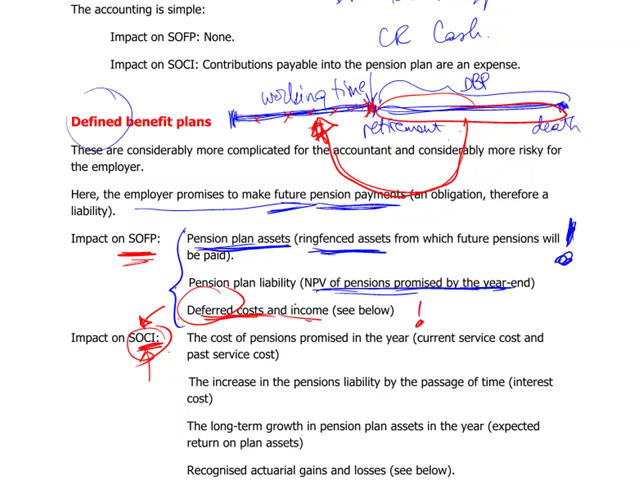 The accounting is simple:
Impact on SOFP: None.
CR Cash.
Impact on SOCI: Contributions payable into the pension plan are an expense.
working time DBP
Defined benefit plans
retirement death
These are considerably more complicated for the accountant and considerably more risky for
the employer.
Here, the employer promises to make future pension payments (an obligation, therefore a
liability).
Impact on SOFP: Pension plan assets (ringfenced assets from which future pensions will
be paid).
Pension plan liability (NPV of pensions promised by the year-end)
Deferred costs and income (see below) !
Impact on SOCI: The cost of pensions promised in the year (current service cost and
past service cost)
The increase in the pensions liability by the passage of time (interest
cost)
The long-term growth in pension plan assets in the year (expected
return on plan assets)
Recognised actuarial gains and losses (see below).